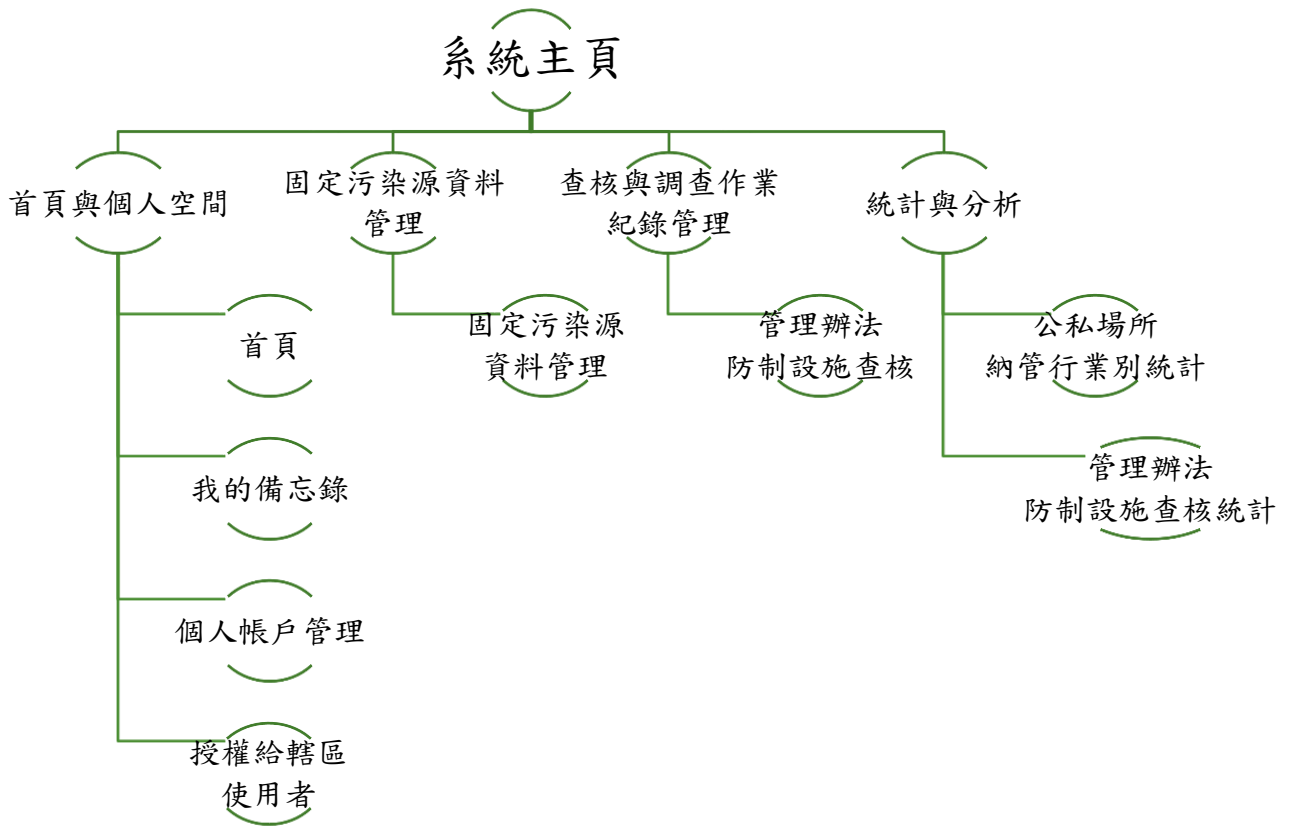 系統主頁
首頁與個人空間
固定污染源資料
管理
查核與調查作業
紀錄管理
統計與分析
首頁
我的備忘錄
個人帳戶管理
授權給轄區
使用者
固定污染源
資料管理
管理辦法
防制設施查核
公私場所
納管行業別統計
管理辦法
防制設施查核統計